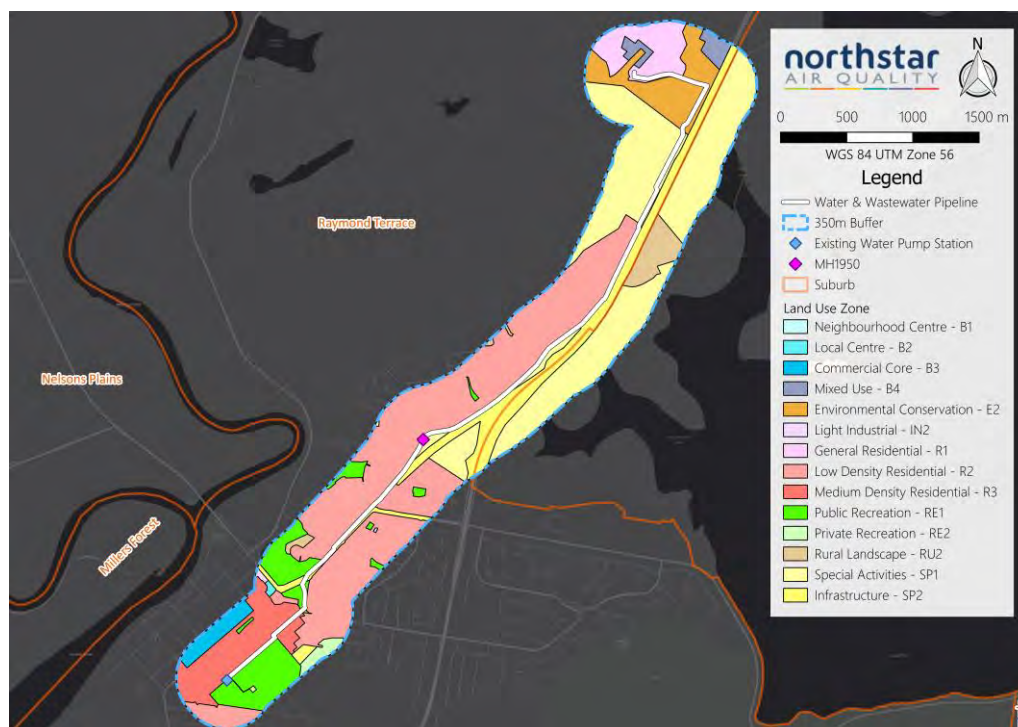 northstar
AIR QUALITY
N
0 500 1000 1500 m
WGS 84 UTM Zone 56
Legend
Water & Wastewater Pipeline
350m Buffer
Existing Water Pump Station
MH1950
Suburb
Land Use Zone
Neighbourhood Centre - B1
Local Centre - B2
Commercial Core - B3
Mixed Use - B4
Environmental Conservation - E2
Light Industrial - IN2
General Residential - R1
Low Density Residential - R2
Medium Density Residential - R3
Public Recreation - RE1
Private Recreation - RE2
Rural Landscape - RU2
Special Activities - SP1
Infrastructure - SP2
Raymond Terrace
Nelsons Plains
Millers Forest